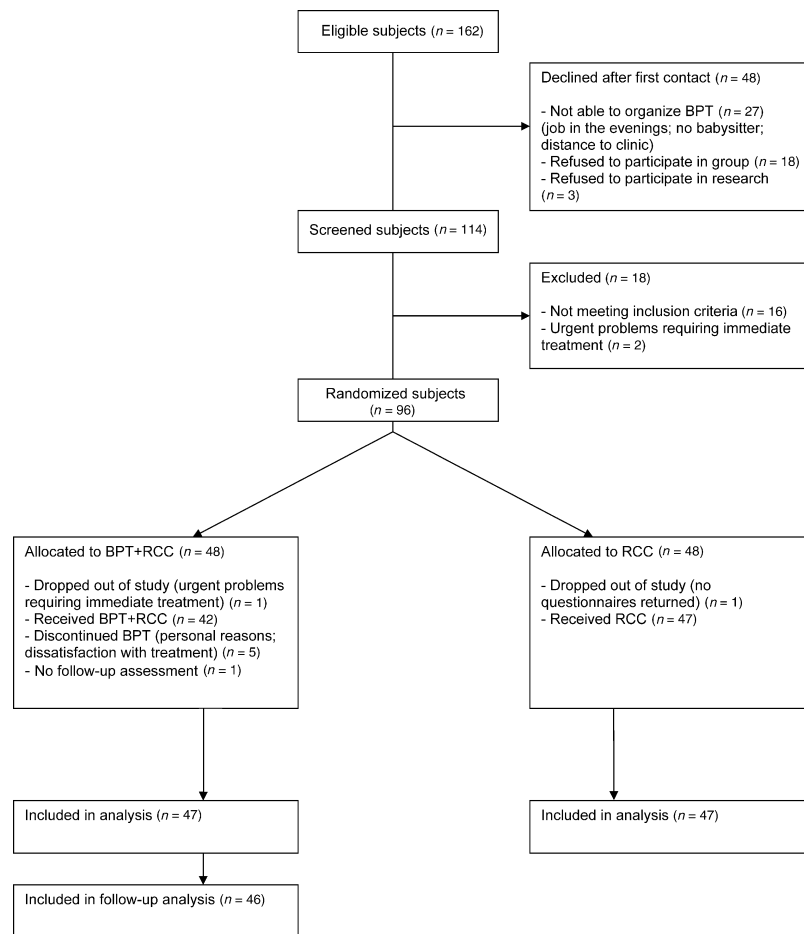 Eligible subjects (n = 162)
Declined after first contact (n = 48)
- Not able to organize BPT (n = 27)
(job in the evenings; no babysitter;
distance to clinic)
- Refused to participate in group (n = 18)
- Refused to participate in research
(n = 3)
Screened subjects (n = 114)
Excluded (n = 18)
- Not meeting inclusion criteria (n = 16)
- Urgent problems requiring immediate
treatment (n = 2)
Randomized subjects
(n = 96)
Allocated to BPT+RCC (n = 48)
- Dropped out of study (urgent problems
requiring immediate treatment) (n = 1)
- Received BPT+RCC (n = 42)
- Discontinued BPT (personal reasons;
dissatisfaction with treatment) (n = 5)
- No follow-up assessment (n = 1)
Allocated to RCC (n = 48)
- Dropped out of study (no
questionnaires returned) (n = 1)
- Received RCC (n = 47)
Included in analysis (n = 47)
Included in analysis (n = 47)
Included in follow-up analysis (n = 46)